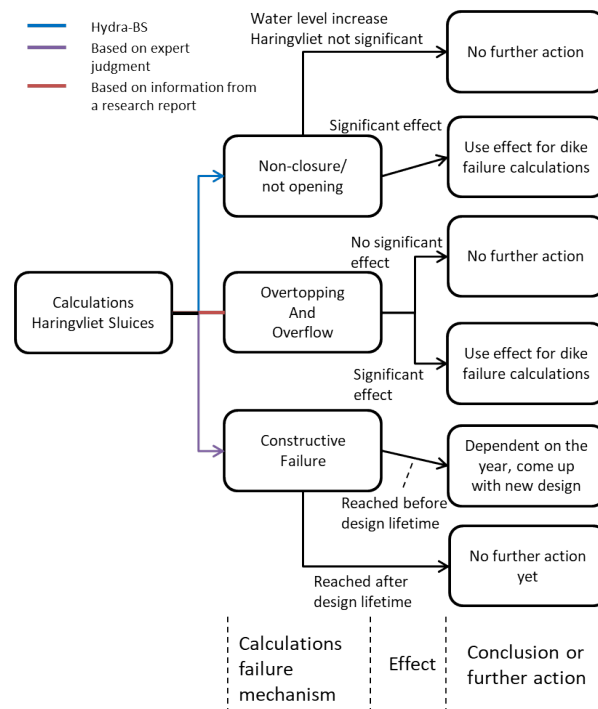 Hydra-BS
Based on expert
judgment
Based on information from
a research report
Water level increase
Haringvliet not significant
No further action
Significant effect
Non-closure/
not opening
Use effect for dike
failure calculations
No significant
effect
No further action
Calculations
Haringvliet Sluices
Overtopping
And
Overflow
Significant
effect
Use effect for dike
failure calculations
Constructive
Failure
Dependent on the
year, come up
with new design
Reached before
design lifetime
No further action
yet
Reached after
design lifetime
Calculations
failure
mechanism
Effect
Conclusion or
further action